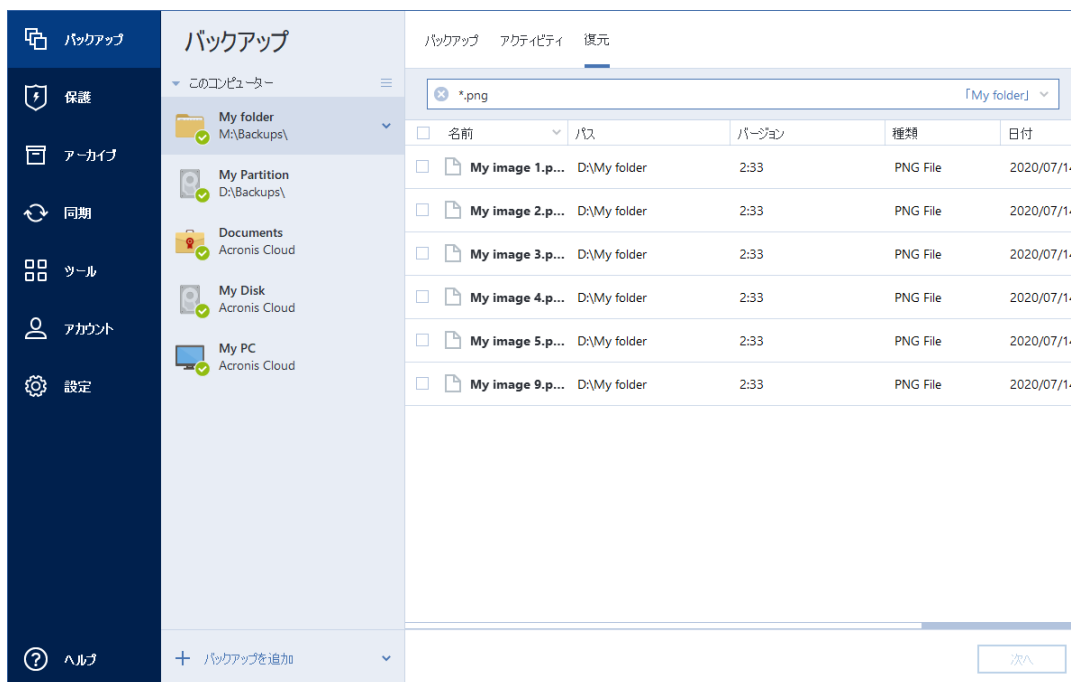 バックアップ
保護
アーカイブ
同期
ツール
アカウント
設定
ヘルプ
バックアップ
このコンピューター
My folder
M:\Backups\
My Partition
D:\Backups\
Documents
Acronis Cloud
My Disk
Acronis Cloud
My PC
Acronis Cloud
バックアップを追加
バックアップ アクティビティ 復元
*.png 「My folder」
名前 パス バージョン 種類 日付
My image 1.p... D:\My folder 2:33 PNG File 2020/07/14
My image 2.p... D:\My folder 2:33 PNG File 2020/07/14
My image 3.p... D:\My folder 2:33 PNG File 2020/07/14
My image 4.p... D:\My folder 2:33 PNG File 2020/07/14
My image 5.p... D:\My folder 2:33 PNG File 2020/07/14
My image 9.p... D:\My folder 2:33 PNG File 2020/07/14
次へ